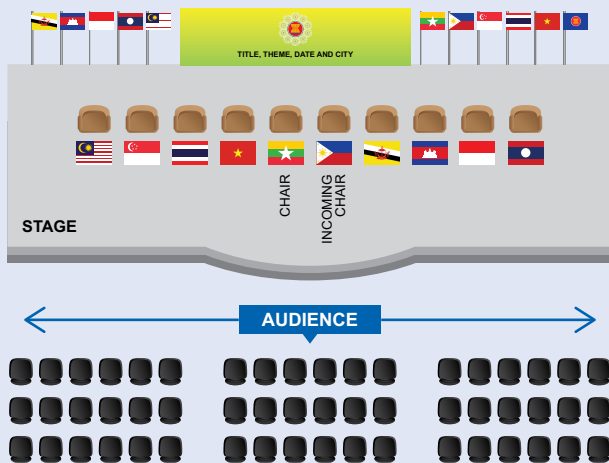 TITLE, THEME, DATE AND CITY
CHAIR
INCOMING
CHAIR
STAGE
AUDIENCE